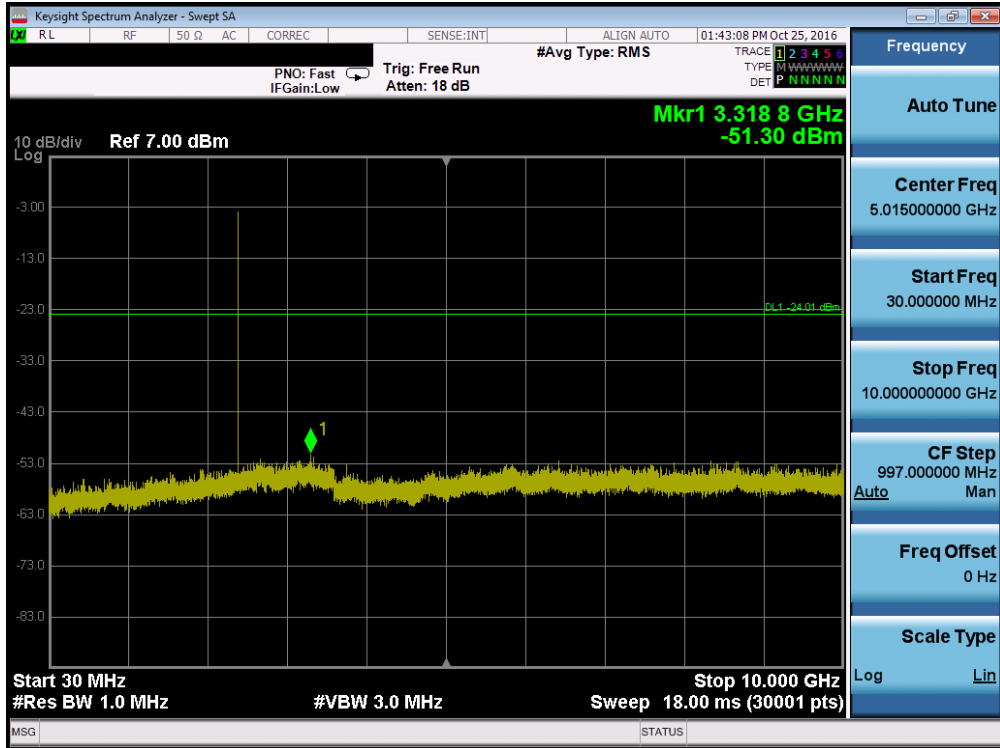 Keysight Spectrum Analyzer - Swept SA
LXI RL RF 50 Ω AC CORREC SENSE:INT ALIGN AUTO 01:43:08 PM Oct 25, 2016
#Avg Type: RMS
TRACE 1 2 3 4 5 6
TYPE M W W W W W
DET P N N N N N
PNO: Fast
IFGain:Low
Trig: Free Run
Atten: 18 dB
Mkr1 3.318 8 GHz
-51.30 dBm
10 dB/div
Log
Ref 7.00 dBm
-3.00
-13.0
-23.0
DL1 -24.01 dBm
-33.0
-43.0
1
-53.0
-63.0
-73.0
-83.0
Start 30 MHz
Stop 10.000 GHz
#Res BW 1.0 MHz
#VBW 3.0 MHz
Sweep 18.00 ms (30001 pts)
MSG
STATUS
Frequency
Auto Tune
Center Freq
5.015000000 GHz
Start Freq
30.000000 MHz
Stop Freq
10.000000000 GHz
CF Step
997.000000 MHz
Auto Man
Freq Offset
0 Hz
Scale Type
Log Lin